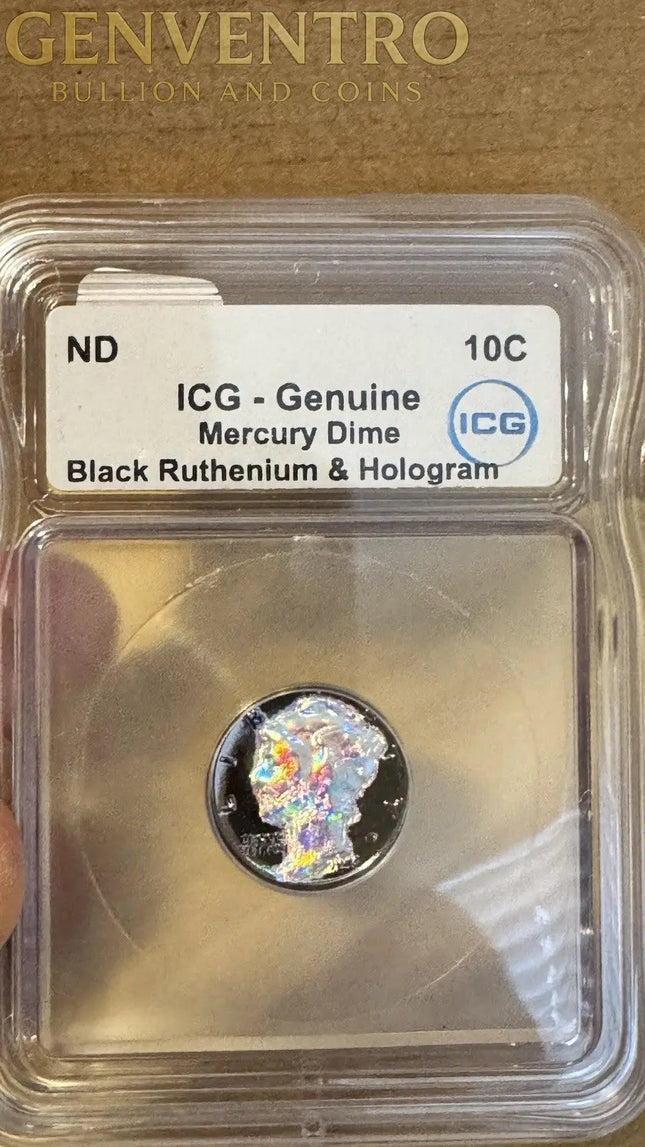 GENVENTRO
BULLION AND COINS
ND 10C
ICG - Genuine
Mercury Dime
ICG
Black Ruthenium & Hologram